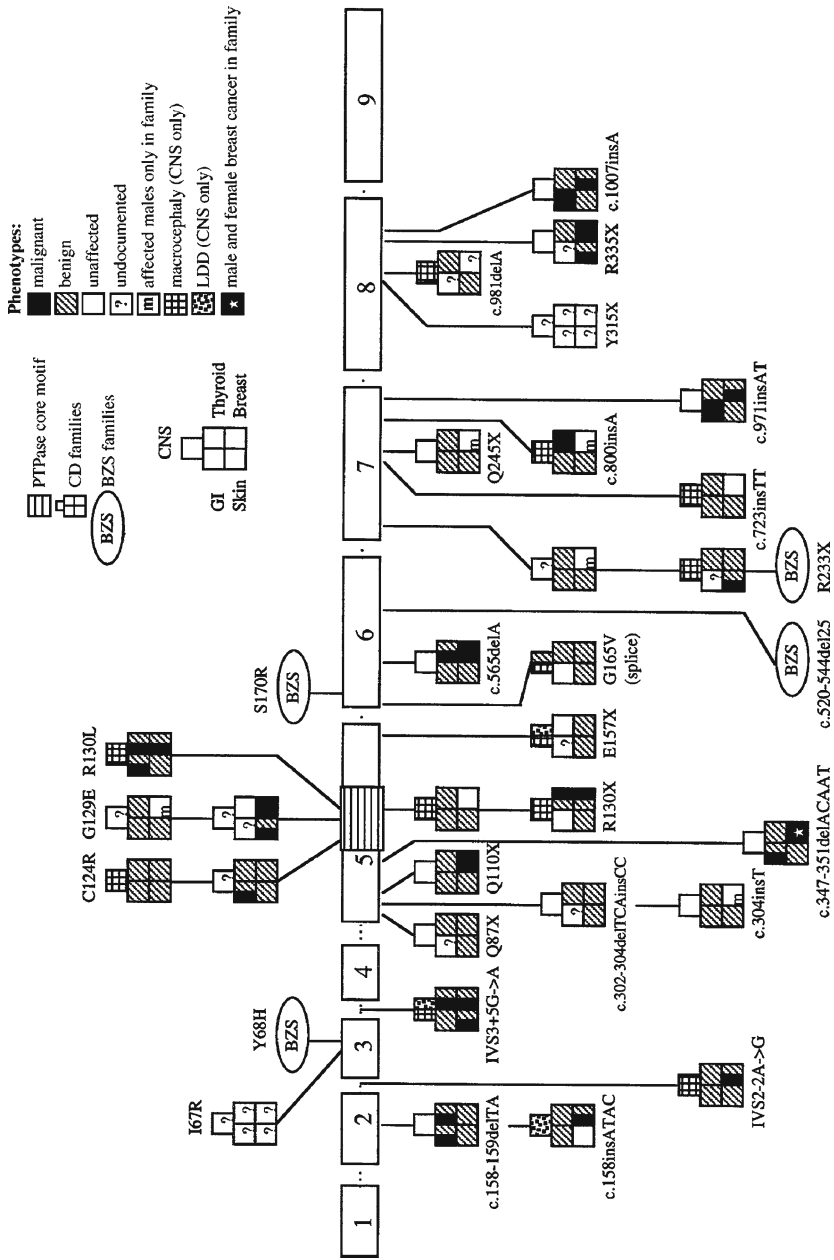 Phenotypes:
malignant
benign
unaffected
? undocumented
m affected males only in family
macrocephaly (CNS only)
LDD (CNS only)
male and female breast cancer in family
PTPase core motif
CD families
BZS BZS families
CNS
GI Thyroid
Skin Breast
I67R
? ? ? ? ?
Y68H
BZS
C124R
?
G129E
? m
? ?
R130L
S170R
BZS
1 2 3 4 5 6 7 8 9
c.158-159delTA
c.158insATAC
IVS2-2A->G
IVS3+5G->A
?
Q87X
Q110X
?
c.302-304delTCAinsCC
m
c.304insT
c.347-351delACAAT
R130X
?
E157X
c.565delA
G165V
(splice)
BZS
c.520-544del25
? m
?
BZS
R233X
c.723insTT
Q245X
m
c.800insA
c.971insAT
? ? ? ? ?
Y315X
? ?
c.981delA
?
R335X
c.1007insA